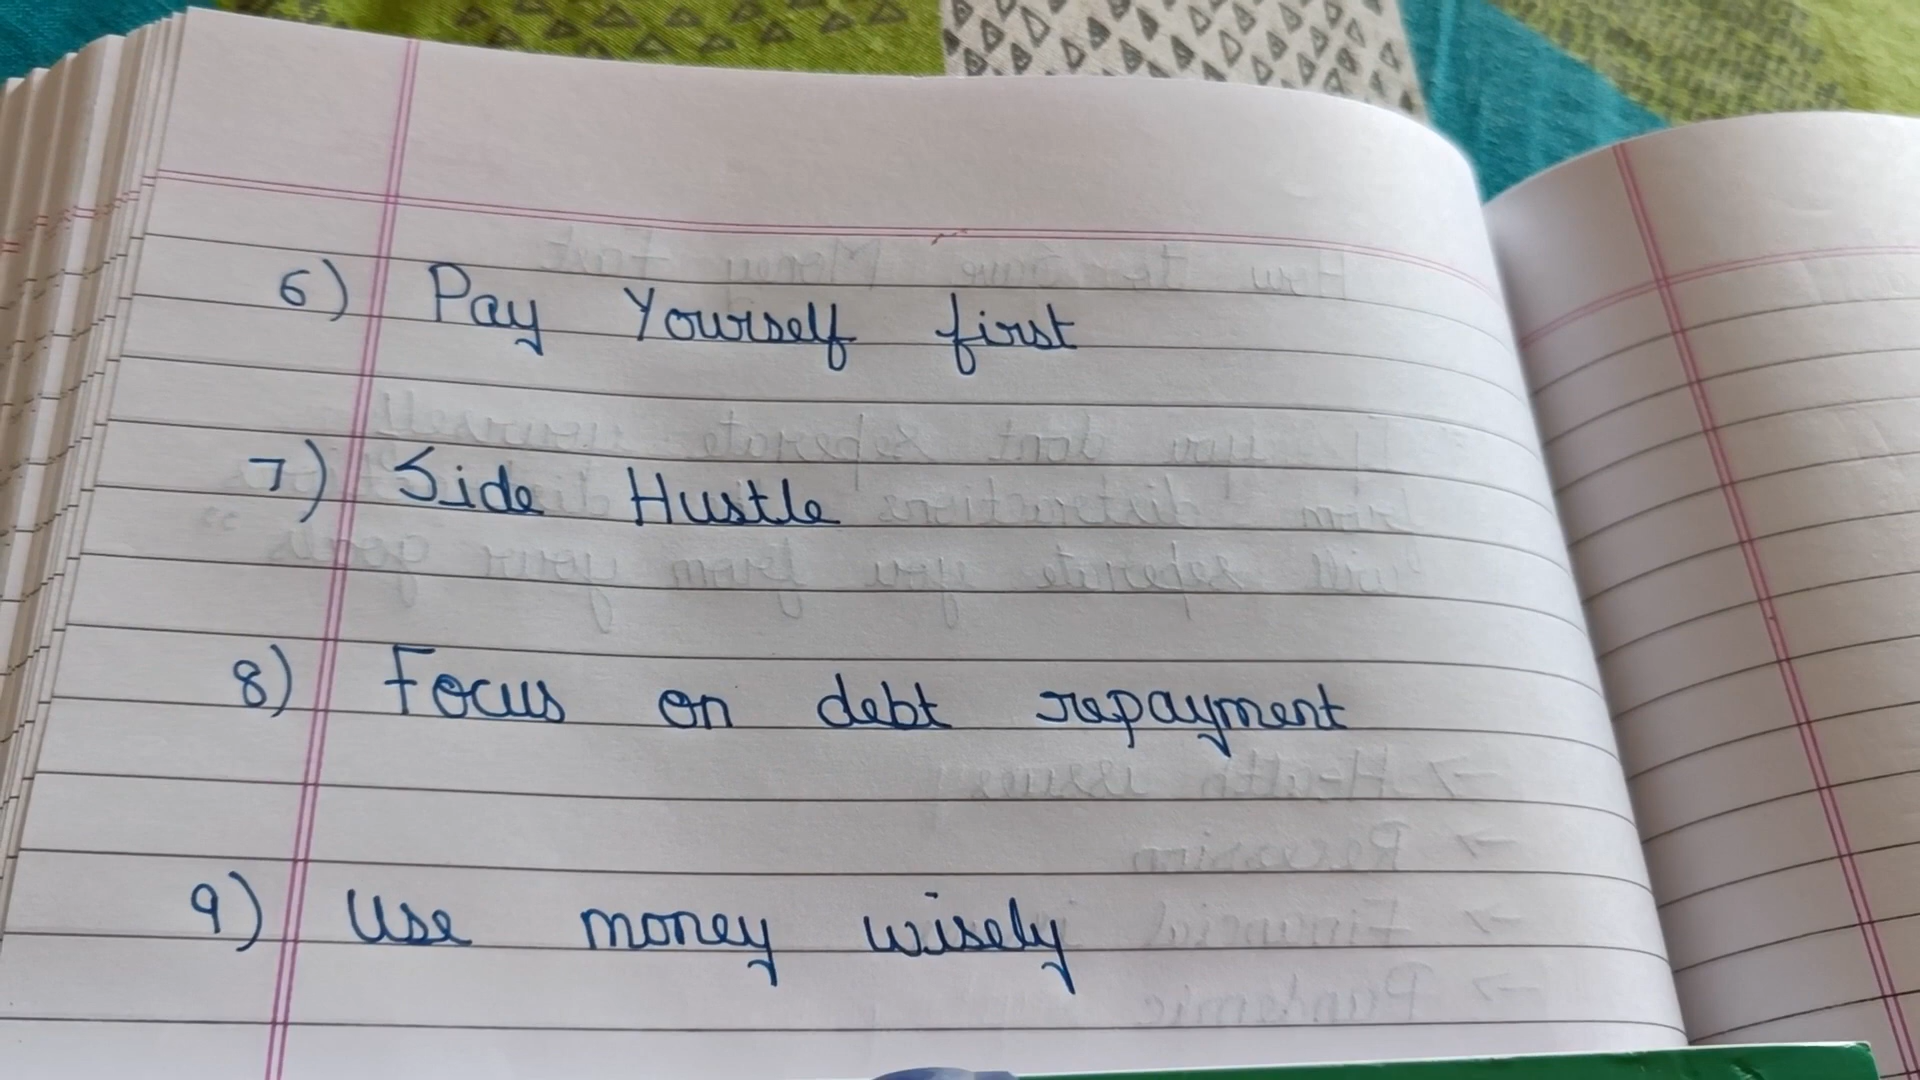 6) Pay Yourself first
7) Side Hustle
8) Focus on debt repayment
9) Use money wisely